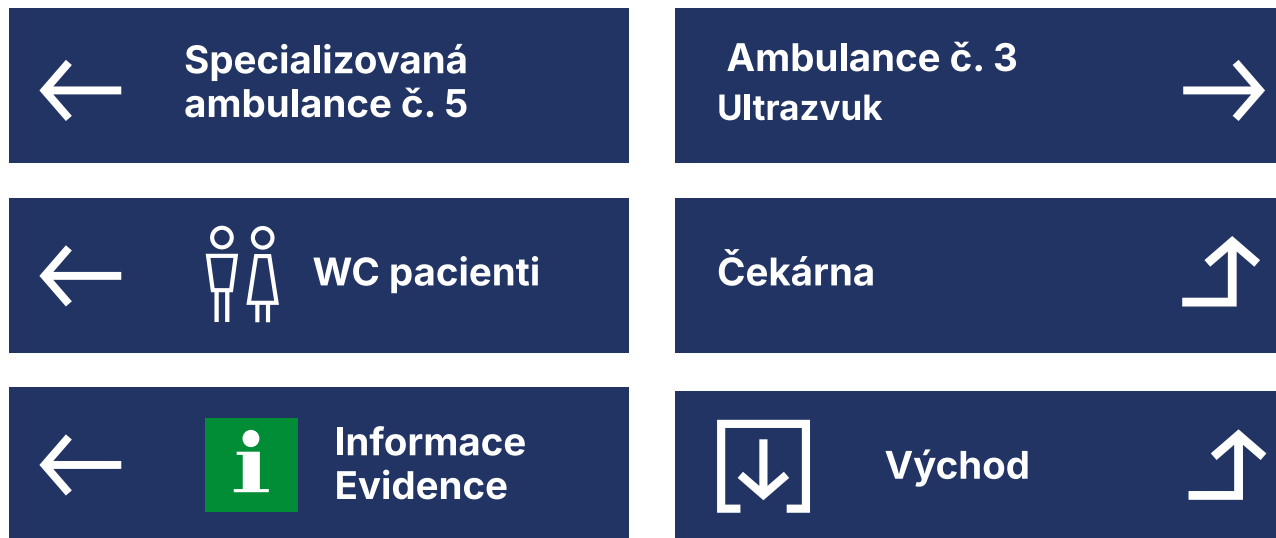 Specializovaná
ambulance č. 5
Ambulance č. 3
Ultrazvuk
WC pacienti
Čekárna
Informace
Evidence
Východ